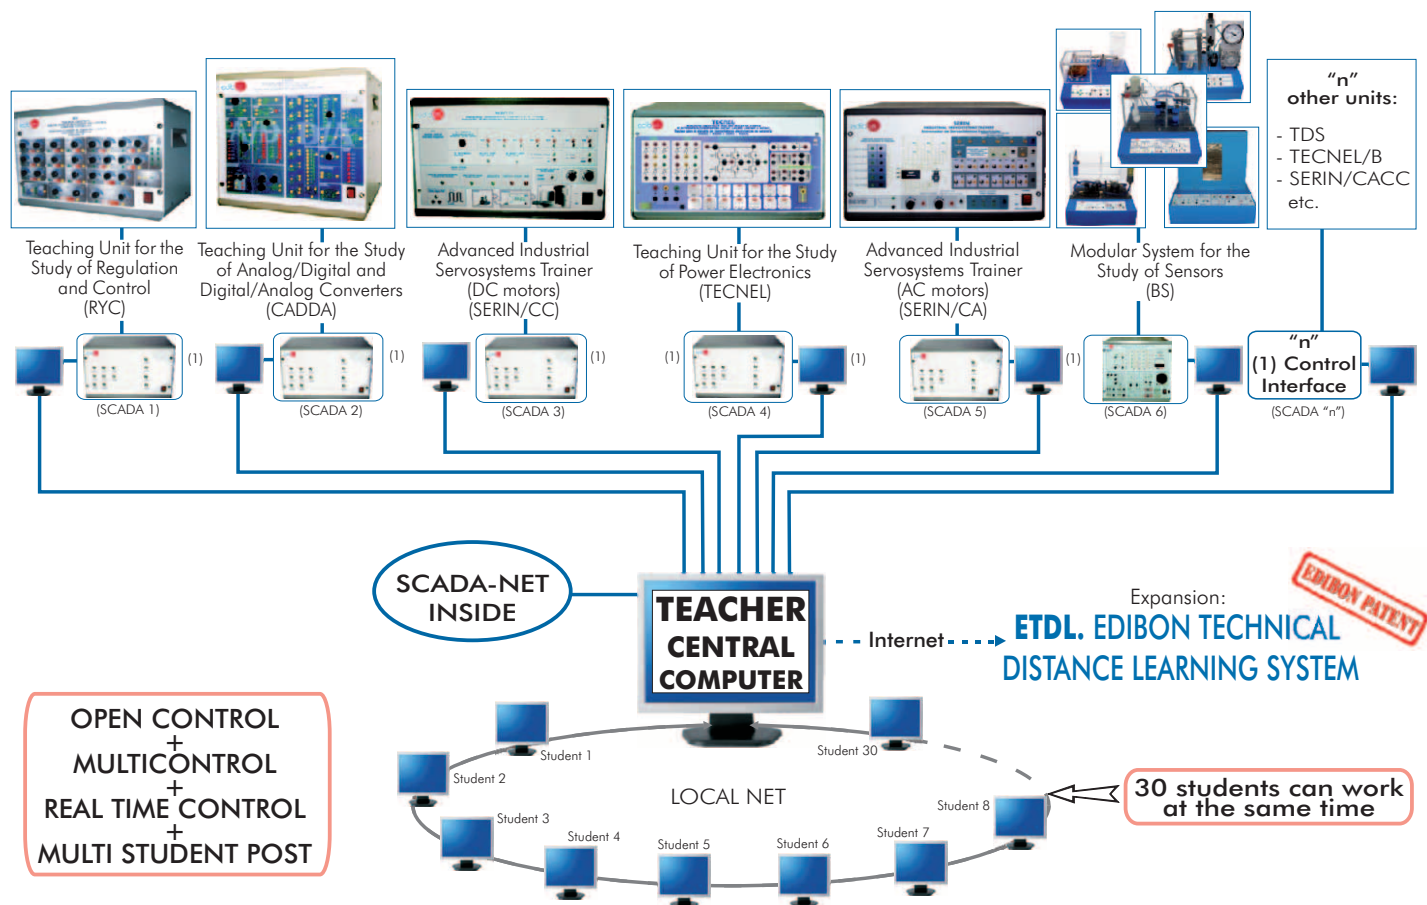 "n"
other units:
- TDS
- TECNEL/B
- SERIN/CACC
etc.
Teaching Unit for the
Study of Regulation
and Control
(RYC)
Teaching Unit for the Study
of Analog/Digital and
Digital/Analog Converters
(CADDA)
Advanced Industrial
Servosystems Trainer
(DC motors)
(SERIN/CC)
Teaching Unit for the Study
of Power Electronics
(TECNEL)
Advanced Industrial
Servosystems Trainer
(AC motors)
(SERIN/CA)
Modular System for the
Study of Sensors
(BS)
(1)
(SCADA 1)
(1)
(SCADA 2)
(1)
(SCADA 3)
(1)
(1)
(SCADA 4)
(1)
(SCADA 5)
(SCADA 6)
"n"
(1) Control
Interface
(SCADA "n")
SCADA-NET
INSIDE
TEACHER
CENTRAL
COMPUTER
Internet
Expansion:
ETDL. EDIBON TECHNICAL
DISTANCE LEARNING SYSTEM
EDIBON PATENT
OPEN CONTROL
+
MULTICONTROL
+
REAL TIME CONTROL
+
MULTI STUDENT POST
Student 1
Student 2
Student 3
Student 4
Student 5
Student 6
Student 7
Student 8
Student 30
LOCAL NET
30 students can work
at the same time